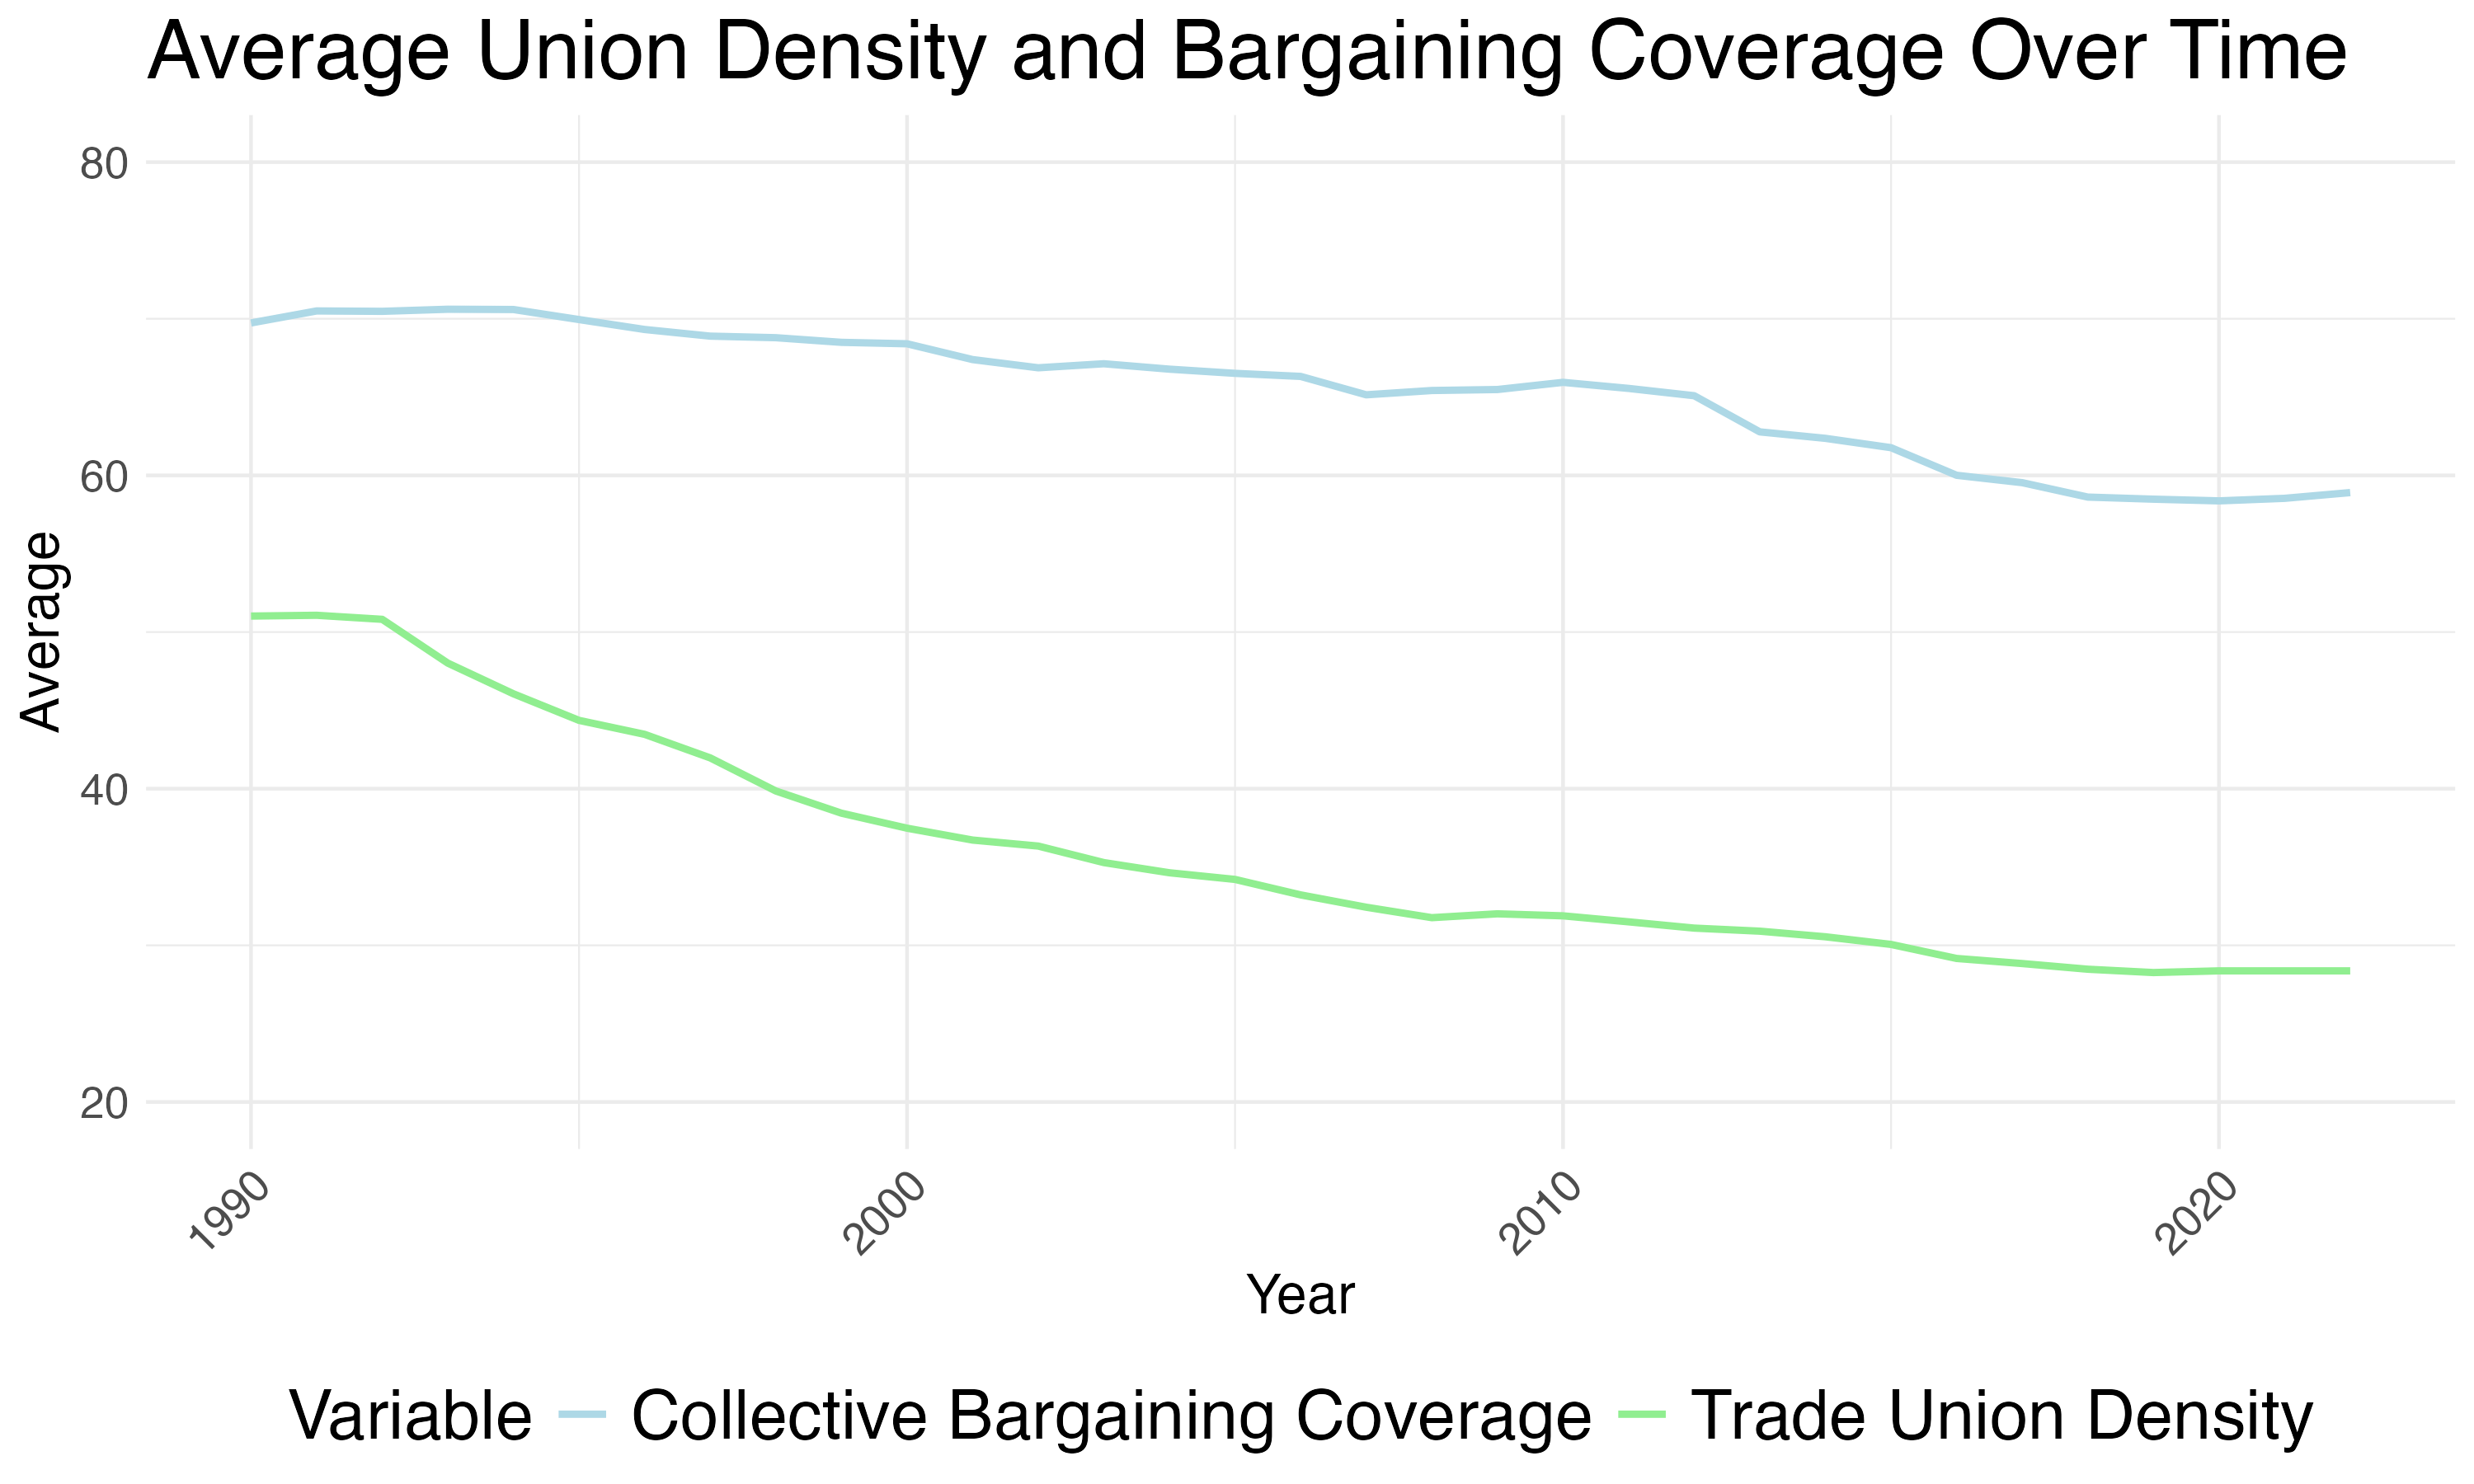 Average Union Density and Bargaining Coverage Over Time
80
60
40
20
Average
1990
2000
2010
2020
Year
Variable Collective Bargaining Coverage Trade Union Density